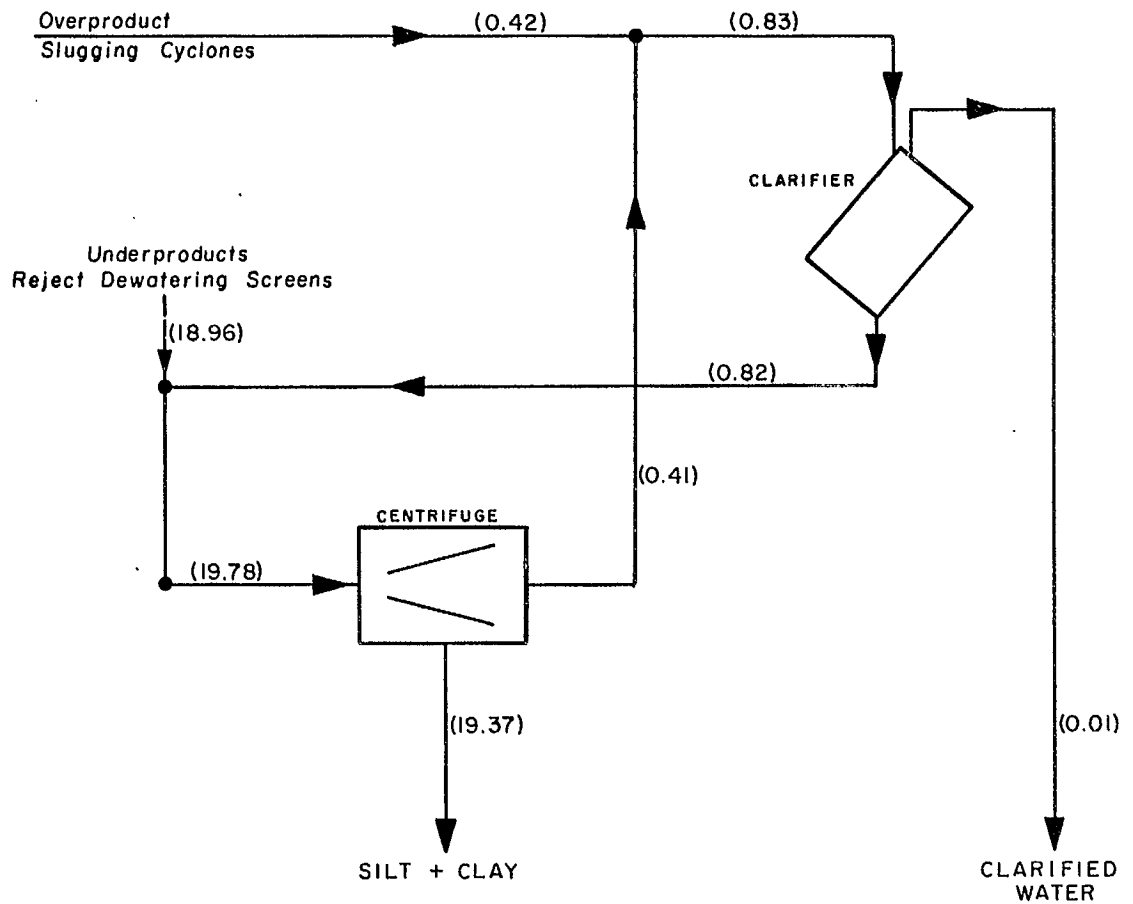 Overproduct
Slugging Cyclones
(0.42)
(0.83)
CLARIFIER
Underproducts
Reject Dewatering Screens
(18.96)
(0.82)
(0.41)
CENTRIFUGE
(19.78)
(19.37)
(0.01)
SILT + CLAY
CLARIFIED
WATER